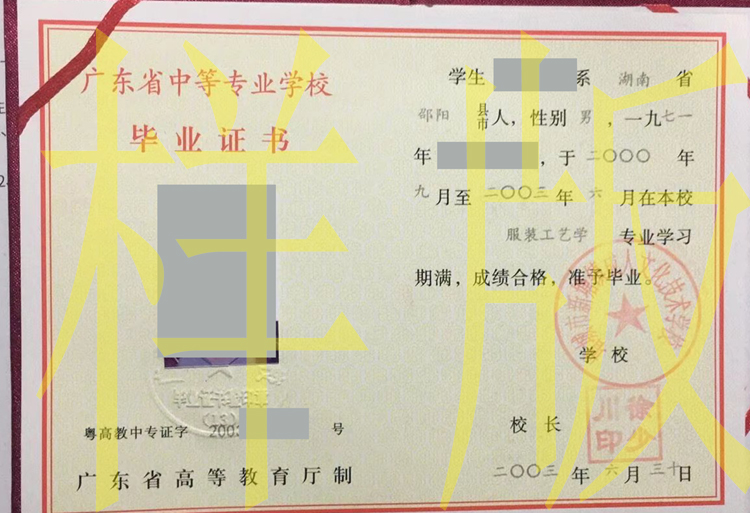 广东省中等专业学校
毕业证书
粤高教中专证字 2003 号
广东省高等教育厅制
学生 系 湖南 省
邵阳 县市人，性别 男 ，一九七一
年 ，于 二〇〇〇 年
九 月至 二〇〇三 年 六 月在本校
服装工艺学 专业学习
期满，成绩合格，准予毕业。
学校
校长
徐少川印
二〇〇三 年 六 月 三十 日
样版